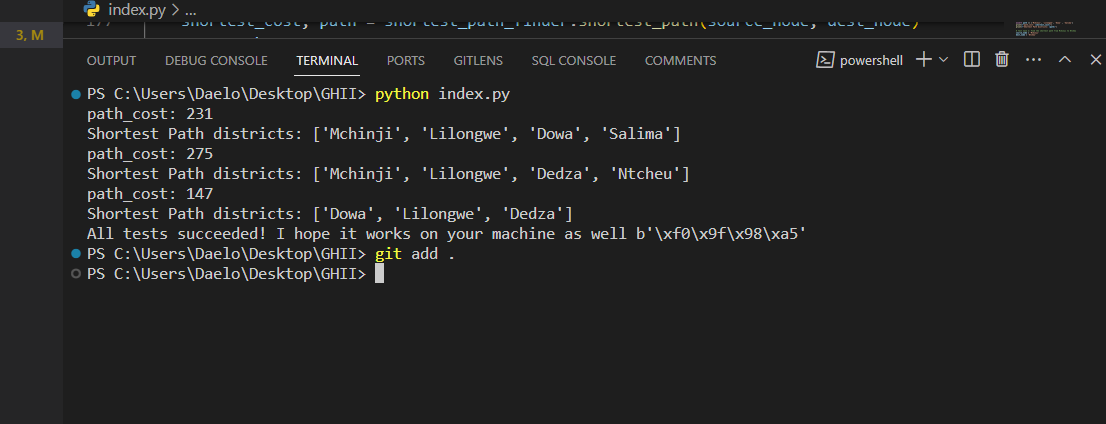 index.py > ...
3, M
177 shortest_cost, path = shortest_path_finder.shortest_path(source_node, dest_node)
OUTPUT DEBUG CONSOLE TERMINAL PORTS GITLENS SQL CONSOLE COMMENTS powershell
PS C:\Users\Daelo\Desktop\GHII> python index.py
path_cost: 231
Shortest Path districts: ['Mchinji', 'Lilongwe', 'Dowa', 'Salima']
path_cost: 275
Shortest Path districts: ['Mchinji', 'Lilongwe', 'Dedza', 'Ntcheu']
path_cost: 147
Shortest Path districts: ['Dowa', 'Lilongwe', 'Dedza']
All tests succeeded! I hope it works on your machine as well b'\xf0\x9f\x98\xa5'
PS C:\Users\Daelo\Desktop\GHII> git add .
PS C:\Users\Daelo\Desktop\GHII>